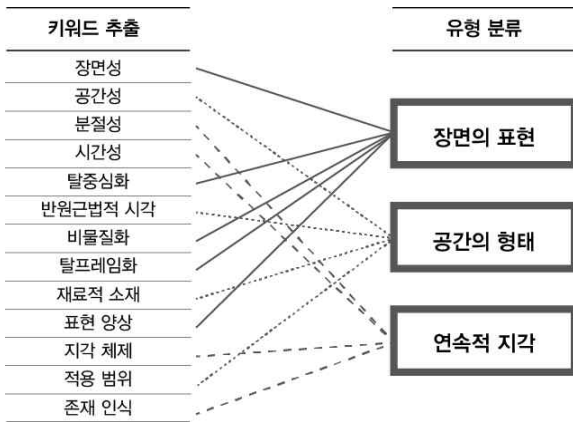 키워드 추출
장면성
공간성
분절성
시간성
탈중심화
반원근법적 시각
비물질화
탈프레임화
재료적 소재
표현 양상
지각 체제
적용 범위
존재 인식
유형 분류
장면의 표현
공간의 형태
연속적 지각